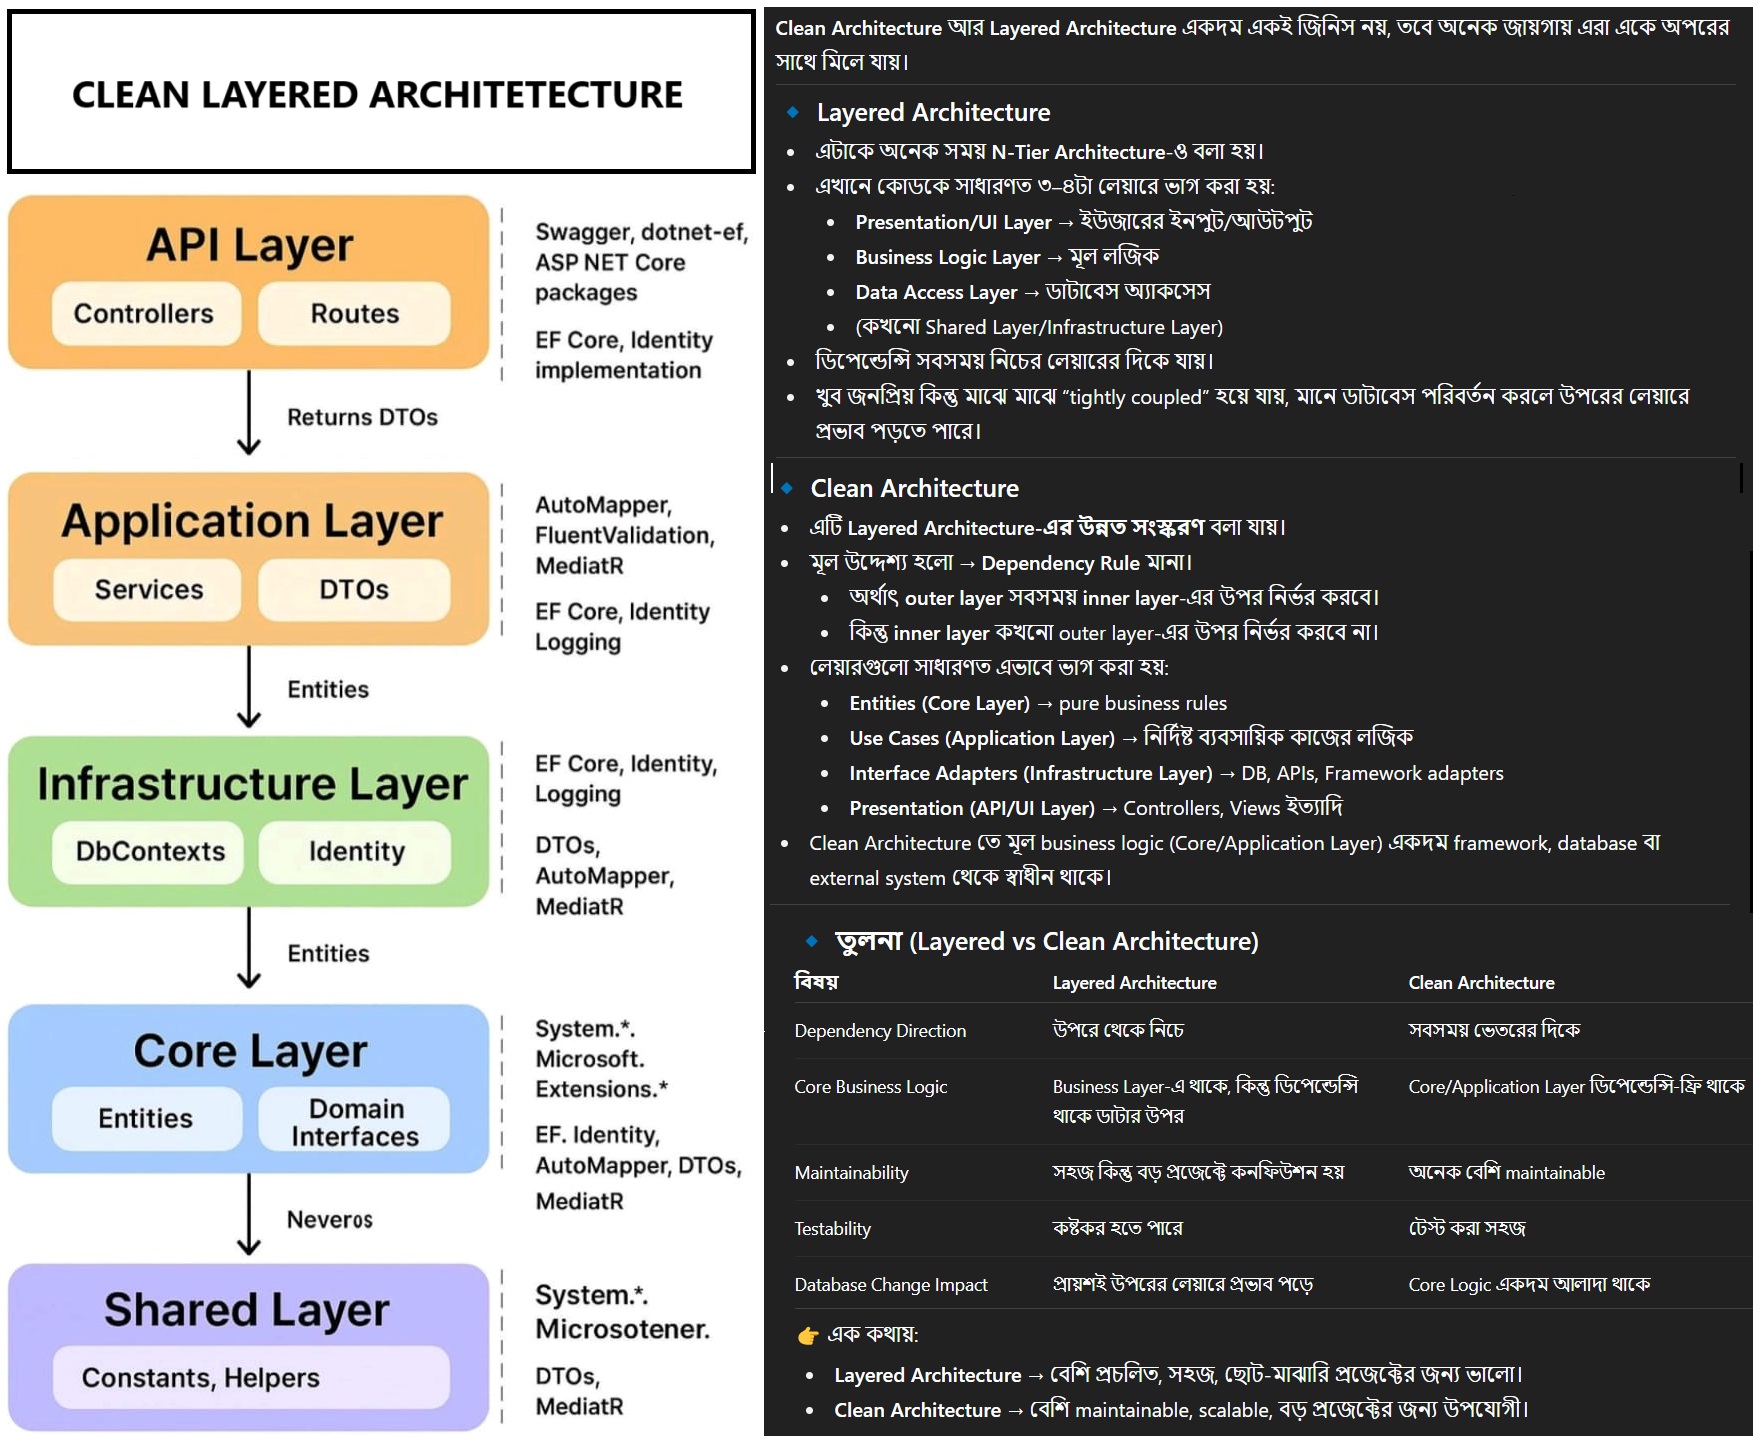 CLEAN LAYERED ARCHITETECTURE
API Layer
Controllers
Routes
Swagger, dotnet-ef,
ASP NET Core
packages
EF Core, Identity
implementation
Returns DTOs
Application Layer
Services
DTOs
AutoMapper,
FluentValidation,
MediatR
EF Core, Identity
Logging
Entities
Infrastructure Layer
DbContexts
Identity
EF Core, Identity,
Logging
DTOs,
AutoMapper,
MediatR
Entities
Core Layer
Entities
Domain
Interfaces
System.*.
Microsoft.
Extensions.*
EF. Identity,
AutoMapper, DTOs,
MediatR
Neveros
Shared Layer
Constants, Helpers
System.*.
Microsotener.
DTOs,
MediatR
Clean Architecture আর Layered Architecture একদম একই জিনিস নয়, তবে অনেক জায়গায় এরা একে অপরের
সাথে মিলে যায়।
🔹 Layered Architecture
• এটাকে অনেক সময় N-Tier Architecture-ও বলা হয়।
• এখানে কোডকে সাধারণত ৩–৪টা লেয়ারে ভাগ করা হয়:
• Presentation/UI Layer → ইউজারের ইনপুট/আউটপুট
• Business Logic Layer → মূল লজিক
• Data Access Layer → ডাটাবেস অ্যাকসেস
• (কখনো Shared Layer/Infrastructure Layer)
• ডিপেন্ডেন্সি সবসময় নিচের লেয়ারের দিকে যায়।
• খুব জনপ্রিয় কিন্তু মাঝে মাঝে “tightly coupled” হয়ে যায়, মানে ডাটাবেস পরিবর্তন করলে উপরের লেয়ারে
প্রভাব পড়তে পারে।
🔹 Clean Architecture
• এটি Layered Architecture-এর উন্নত সংস্করণ বলা যায়।
• মূল উদ্দেশ্য হলো → Dependency Rule মানা।
• অর্থাৎ outer layer সবসময় inner layer-এর উপর নির্ভর করবে।
• কিন্তু inner layer কখনো outer layer-এর উপর নির্ভর করবে না।
• লেয়ারগুলো সাধারণত এভাবে ভাগ করা হয়:
• Entities (Core Layer) → pure business rules
• Use Cases (Application Layer) → নির্দিষ্ট ব্যবসায়িক কাজের লজিক
• Interface Adapters (Infrastructure Layer) → DB, APIs, Framework adapters
• Presentation (API/UI Layer) → Controllers, Views ইত্যাদি
• Clean Architecture তে মূল business logic (Core/Application Layer) একদম framework, database বা
external system থেকে স্বাধীন থাকে।
🔹 তুলনা (Layered vs Clean Architecture)
বিষয় Layered Architecture Clean Architecture
Dependency Direction উপরে থেকে নিচে সবসময় ভেতরের দিকে
Core Business Logic Business Layer-এ থাকে, কিন্তু ডিপেন্ডেন্সি Core/Application Layer ডিপেন্ডেন্সি-ফ্রি থাকে
থাকে ডাটার উপর
Maintainability সহজ কিন্তু বড় প্রজেক্টে কনফিউশন হয় অনেক বেশি maintainable
Testability কষ্টকর হতে পারে টেস্ট করা সহজ
Database Change Impact প্রায়শই উপরের লেয়ারে প্রভাব পড়ে Core Logic একদম আলাদা থাকে
👉 এক কথায়:
• Layered Architecture → বেশি প্রচলিত, সহজ, ছোট-মাঝারি প্রজেক্টের জন্য ভালো।
• Clean Architecture → বেশি maintainable, scalable, বড় প্রজেক্টের জন্য উপযোগী।